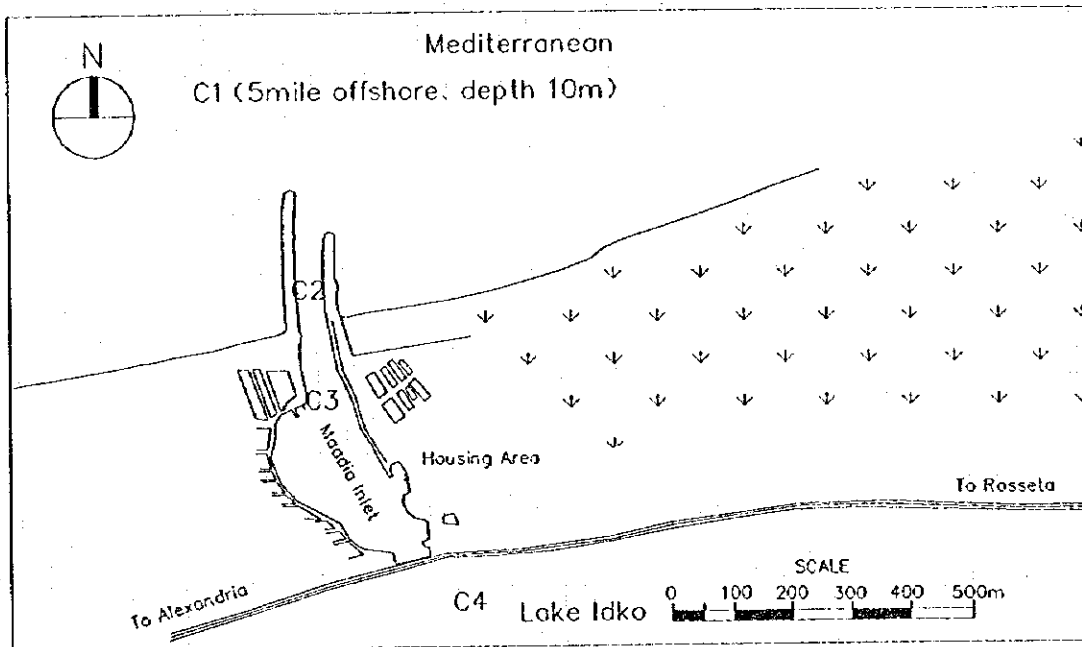 Mediterranean
N
C1 (5mile offshore, depth 10m)
C2
C3
Maadia Inlet
Housing Area
To Rosseta
SCALE
0 100 200 300 400 500m
To Alexandria
C4
Lake Idko